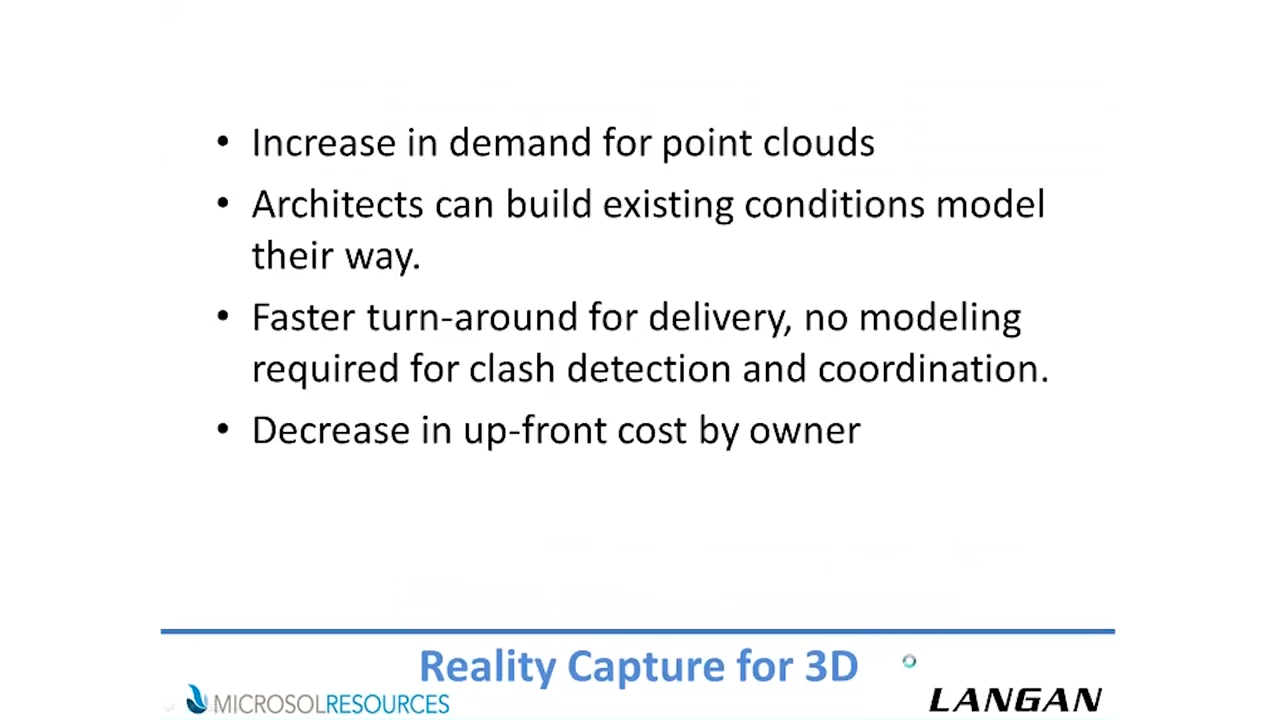 • Increase in demand for point clouds
• Architects can build existing conditions model
their way.
• Faster turn-around for delivery, no modeling
required for clash detection and coordination.
• Decrease in up-front cost by owner
Reality Capture for 3D
MICROSOLRESOURCES
LANGAN